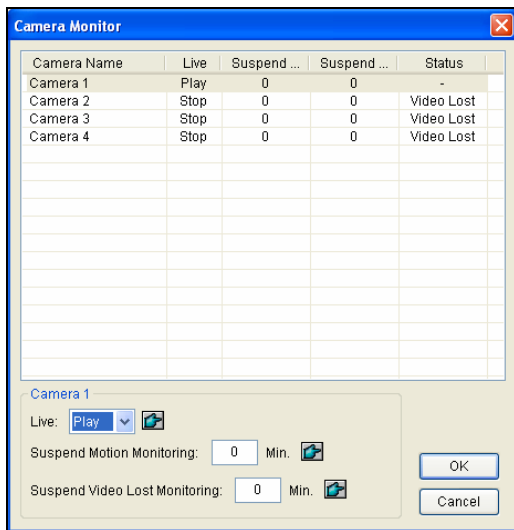 Camera Monitor
Camera Name Live Suspend ... Suspend ... Status
Camera 1 Play 0 0 -
Camera 2 Stop 0 0 Video Lost
Camera 3 Stop 0 0 Video Lost
Camera 4 Stop 0 0 Video Lost
Camera 1
Live: Play
Suspend Motion Monitoring: 0 Min.
Suspend Video Lost Monitoring: 0 Min.
OK
Cancel